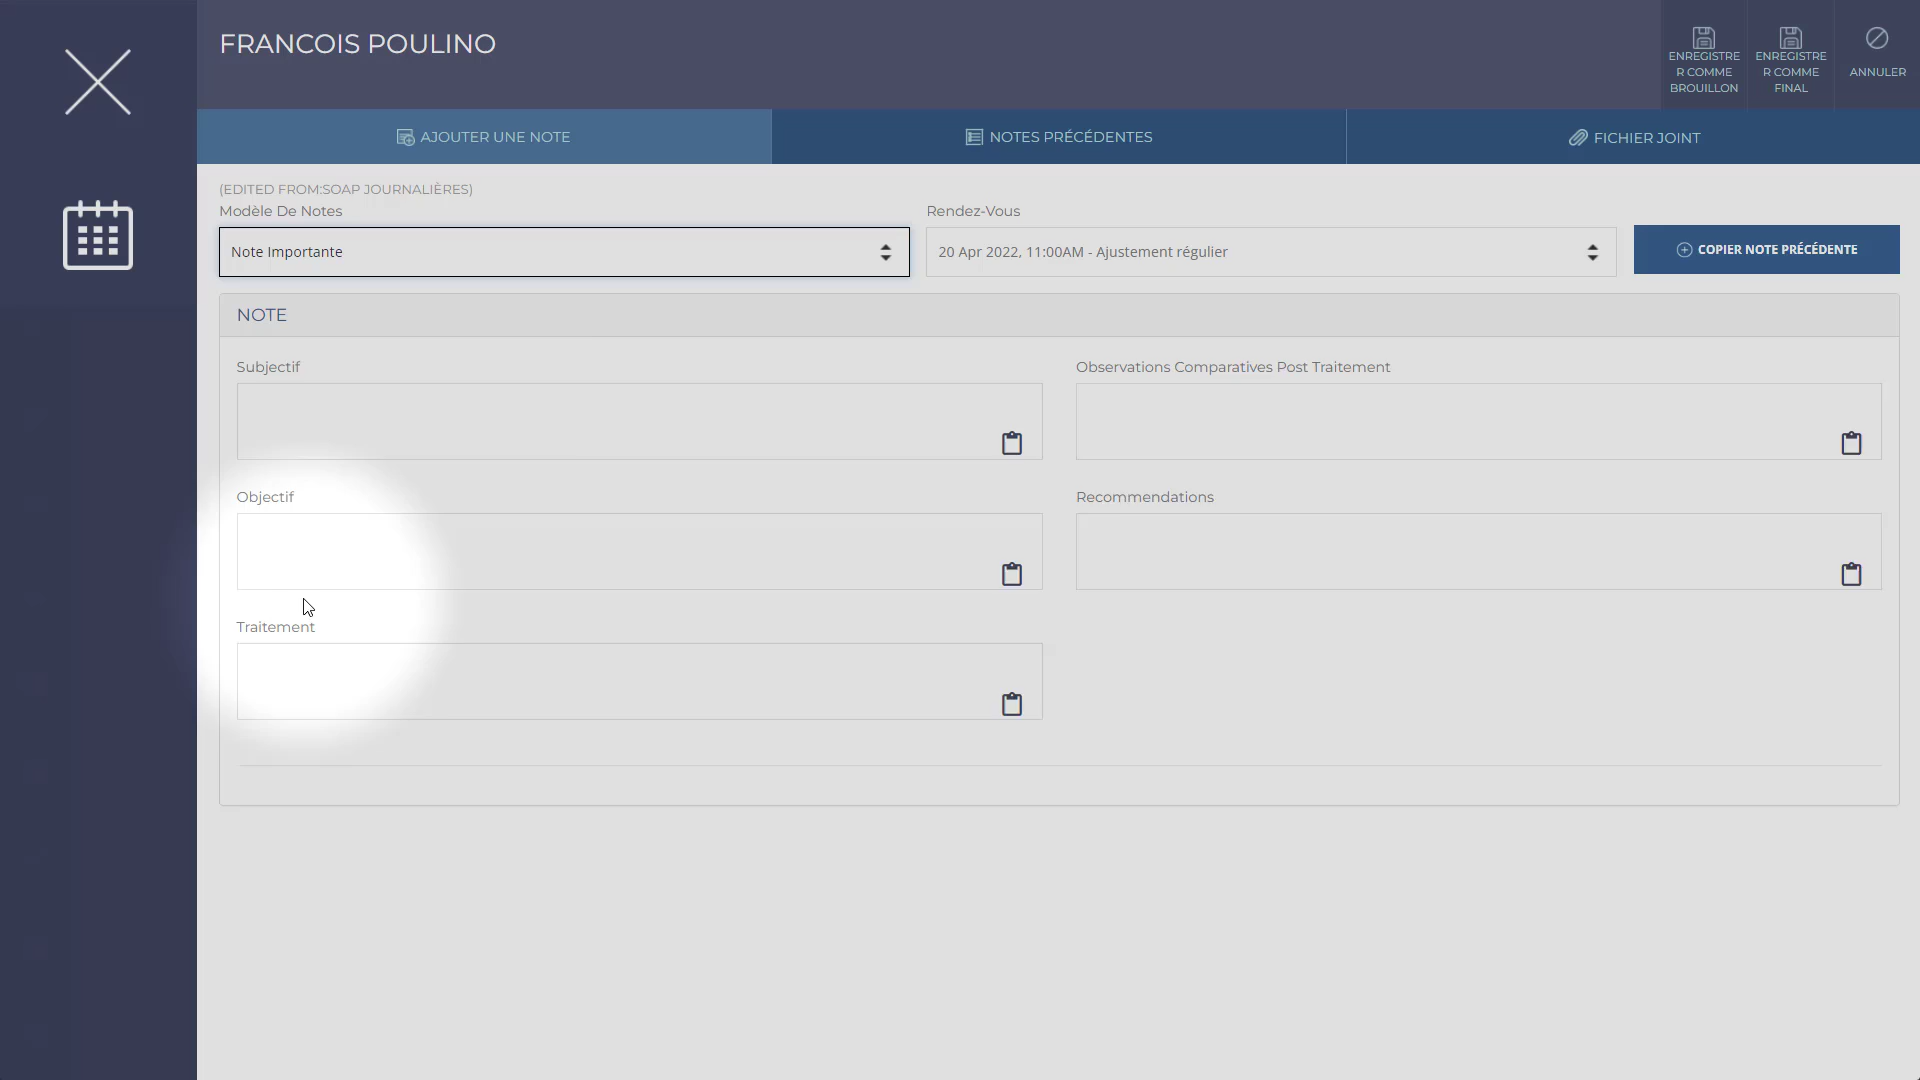 FRANCOIS POULINO
ENREGISTRE
R COMME
BROUILLON
ENREGISTRE
R COMME
FINAL
ANNULER
AJOUTER UNE NOTE
NOTES PRÉCÉDENTES
FICHIER JOINT
(EDITED FROM:SOAP JOURNALIÈRES)
Modèle De Notes
Rendez-Vous
Note Importante
20 Apr 2022, 11:00AM - Ajustement régulier
COPIER NOTE PRÉCÉDENTE
NOTE
Subjectif
Observations Comparatives Post Traitement
Objectif
Recommendations
Traitement